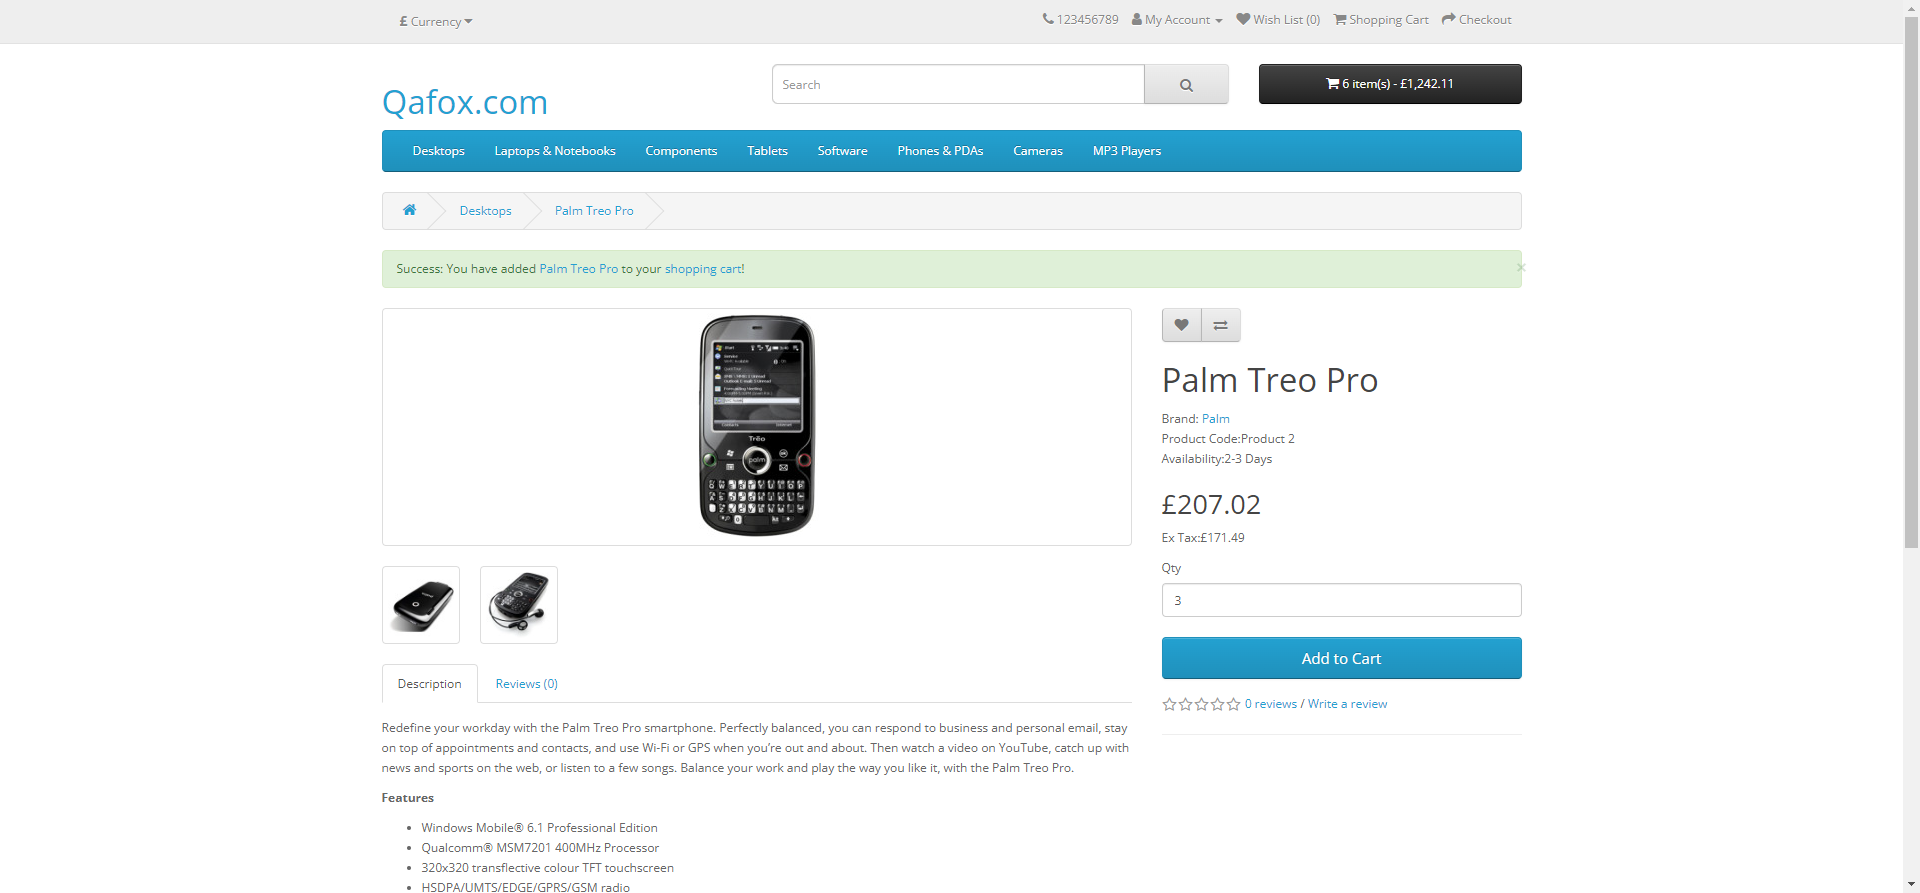 £ Currency
123456789 My Account Wish List (0) Shopping Cart Checkout
Qafox.com
Search
6 item(s) - £1,242.11
Desktops Laptops & Notebooks Components Tablets Software Phones & PDAs Cameras MP3 Players
Desktops Palm Treo Pro
Success: You have added Palm Treo Pro to your shopping cart!
×
Palm Treo Pro
Brand: Palm
Product Code:Product 2
Availability:2-3 Days
£207.02
Ex Tax:£171.49
Qty
3
Add to Cart
0 reviews / Write a review
Description Reviews (0)
Redefine your workday with the Palm Treo Pro smartphone. Perfectly balanced, you can respond to business and personal email, stay
on top of appointments and contacts, and use Wi-Fi or GPS when you're out and about. Then watch a video on YouTube, catch up with
news and sports on the web, or listen to a few songs. Balance your work and play the way you like it, with the Palm Treo Pro.
Features
• Windows Mobile® 6.1 Professional Edition
• Qualcomm® MSM7201 400MHz Processor
• 320x320 transflective colour TFT touchscreen
• HSDPA/UMTS/EDGE/GPRS/GSM radio